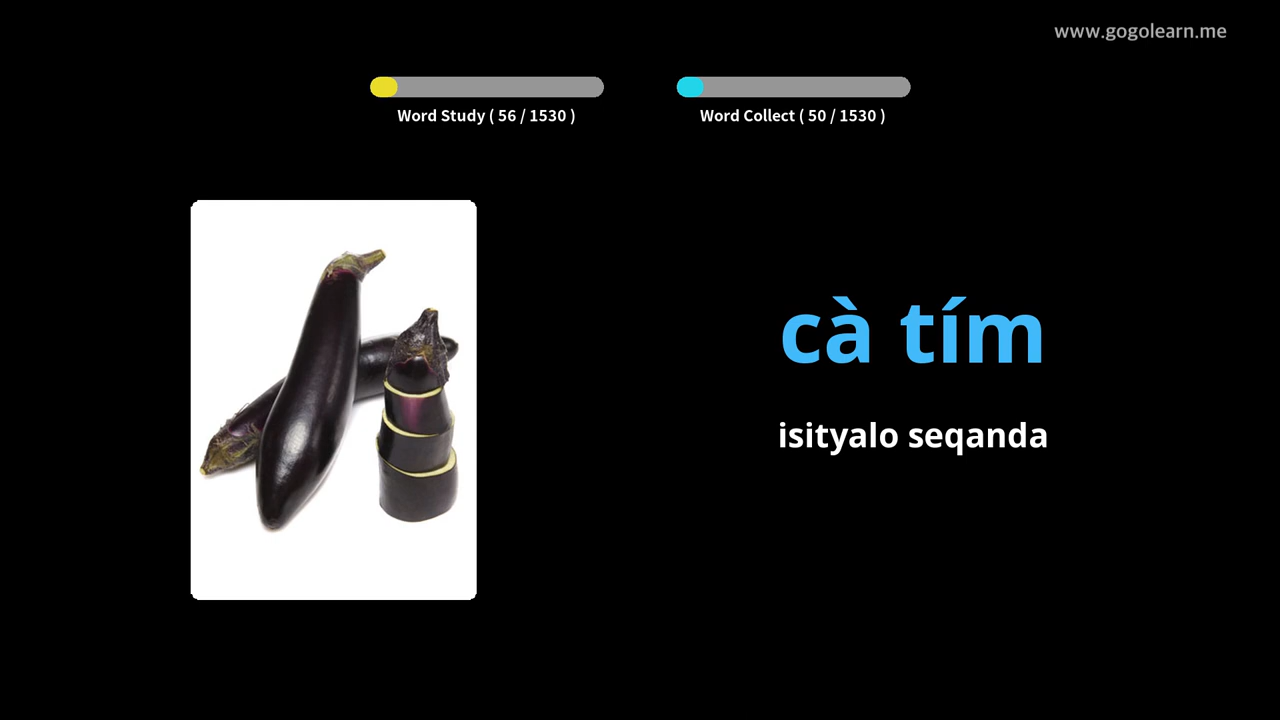 www.gogolearn.me
Word Study ( 56 / 1530 )
Word Collect ( 50 / 1530 )
cà tím
isityalo seqanda